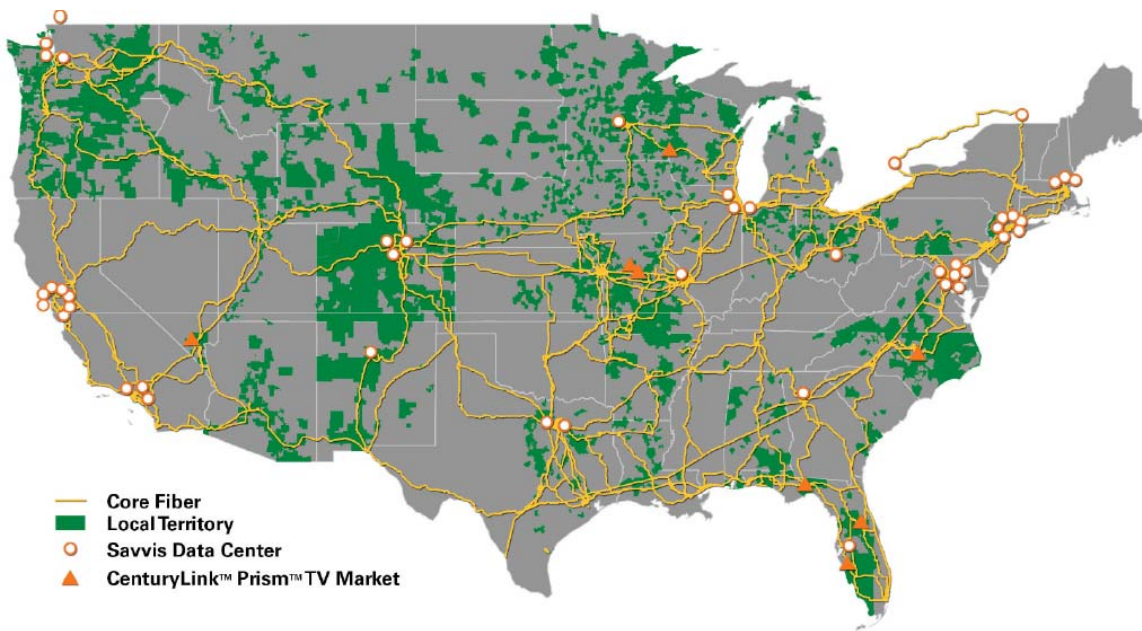 Core Fiber
Local Territory
Savvis Data Center
CenturyLink™ Prism™ TV Market